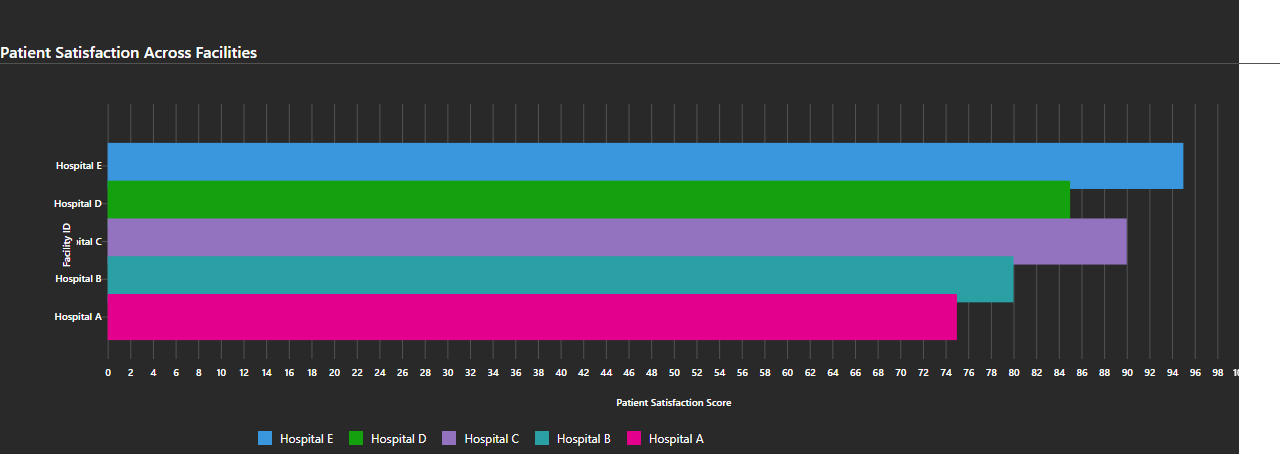 Patient Satisfaction Across Facilities
Hospital E
Hospital D
Facility ID
ital C
Hospital B
Hospital A
0 2 4 6 8 10 12 14 16 18 20 22 24 26 28 30 32 34 36 38 40 42 44 46 48 50 52 54 56 58 60 62 64 66 68 70 72 74 76 78 80 82 84 86 88 90 92 94 96 98
Patient Satisfaction Score
Hospital E Hospital D Hospital C Hospital B Hospital A